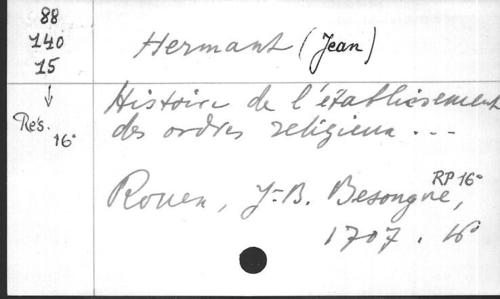 88
140
15
↓
Rés.
16°
Hermant (Jean)
Histoire de l'établissement
des ordres religieux ...
Rouen, J.-B. Besongne,
RP 16°
1707. 16°